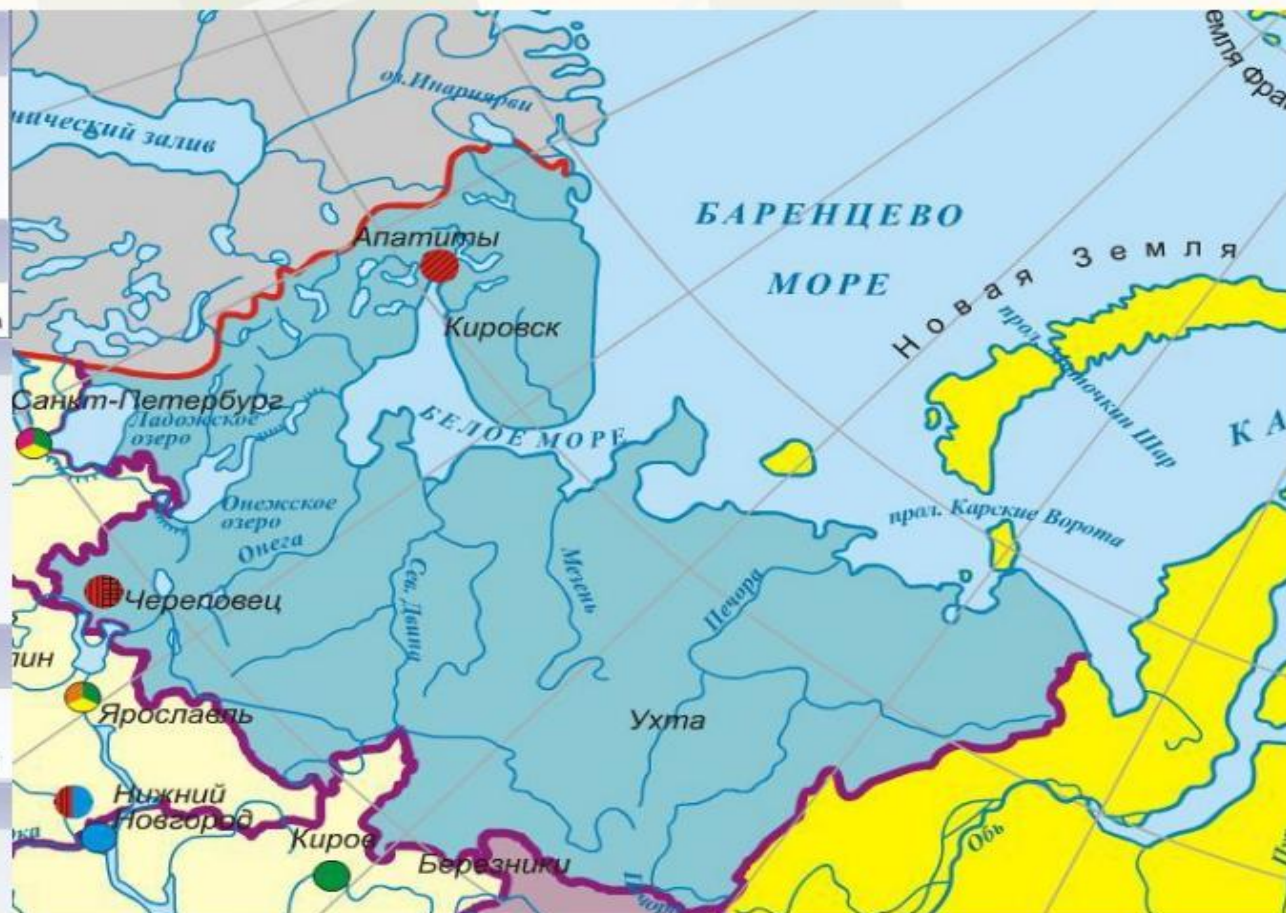 оз.Инариярви
залив
БАРЕНЦЕВО
МОРЕ
Апатиты
Кировск
Новая Земля
прол. Маточкин Шар
Санкт-Петербург
Ладожское
озеро
БЕЛОЕ МОРЕ
Онежское
озеро
Онега
прол. Карские Ворота
Череповец
Сев. Двина
Мезень
Печора
Ярославль
Ухта
Нижний
Новгород
Киров
Березники
Обь